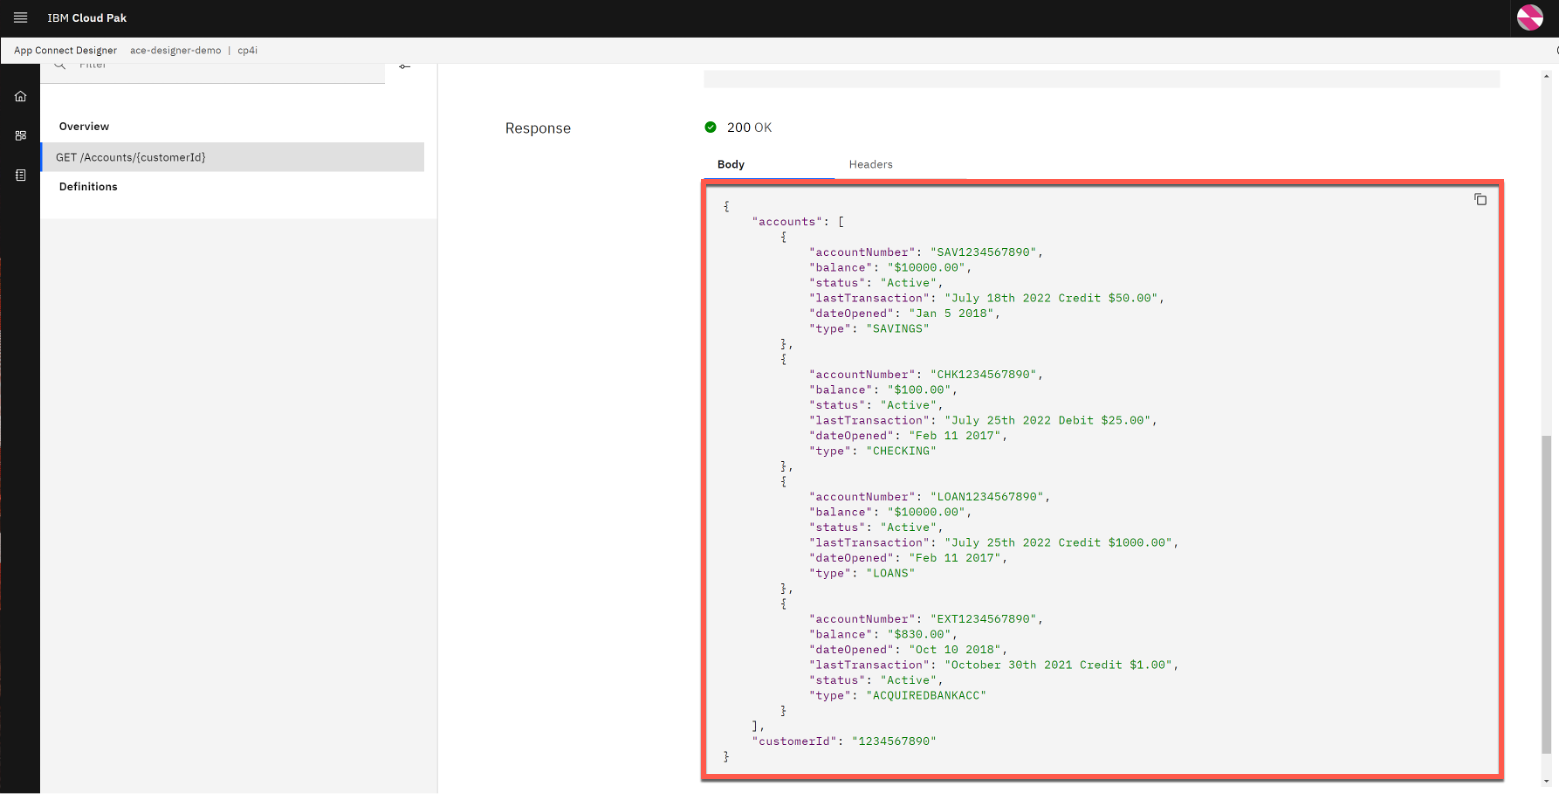 IBM Cloud Pak
App Connect Designer ace-designer-demo | cp4i
Filter
Overview
GET /Accounts/{customerId}
Definitions
Response
200 OK
Body Headers
{
"accounts": [
{
"accountNumber": "SAV1234567890",
"balance": "$10000.00",
"status": "Active",
"lastTransaction": "July 18th 2022 Credit $50.00",
"dateOpened": "Jan 5 2018",
"type": "SAVINGS"
},
{
"accountNumber": "CHK1234567890",
"balance": "$100.00",
"status": "Active",
"lastTransaction": "July 25th 2022 Debit $25.00",
"dateOpened": "Feb 11 2017",
"type": "CHECKING"
},
{
"accountNumber": "LOAN1234567890",
"balance": "$10000.00",
"status": "Active",
"lastTransaction": "July 25th 2022 Credit $1000.00",
"dateOpened": "Feb 11 2017",
"type": "LOANS"
},
{
"accountNumber": "EXT1234567890",
"balance": "$830.00",
"dateOpened": "Oct 10 2018",
"lastTransaction": "October 30th 2021 Credit $1.00",
"status": "Active",
"type": "ACQUIREDBANKACC"
}
],
"customerId": "1234567890"
}